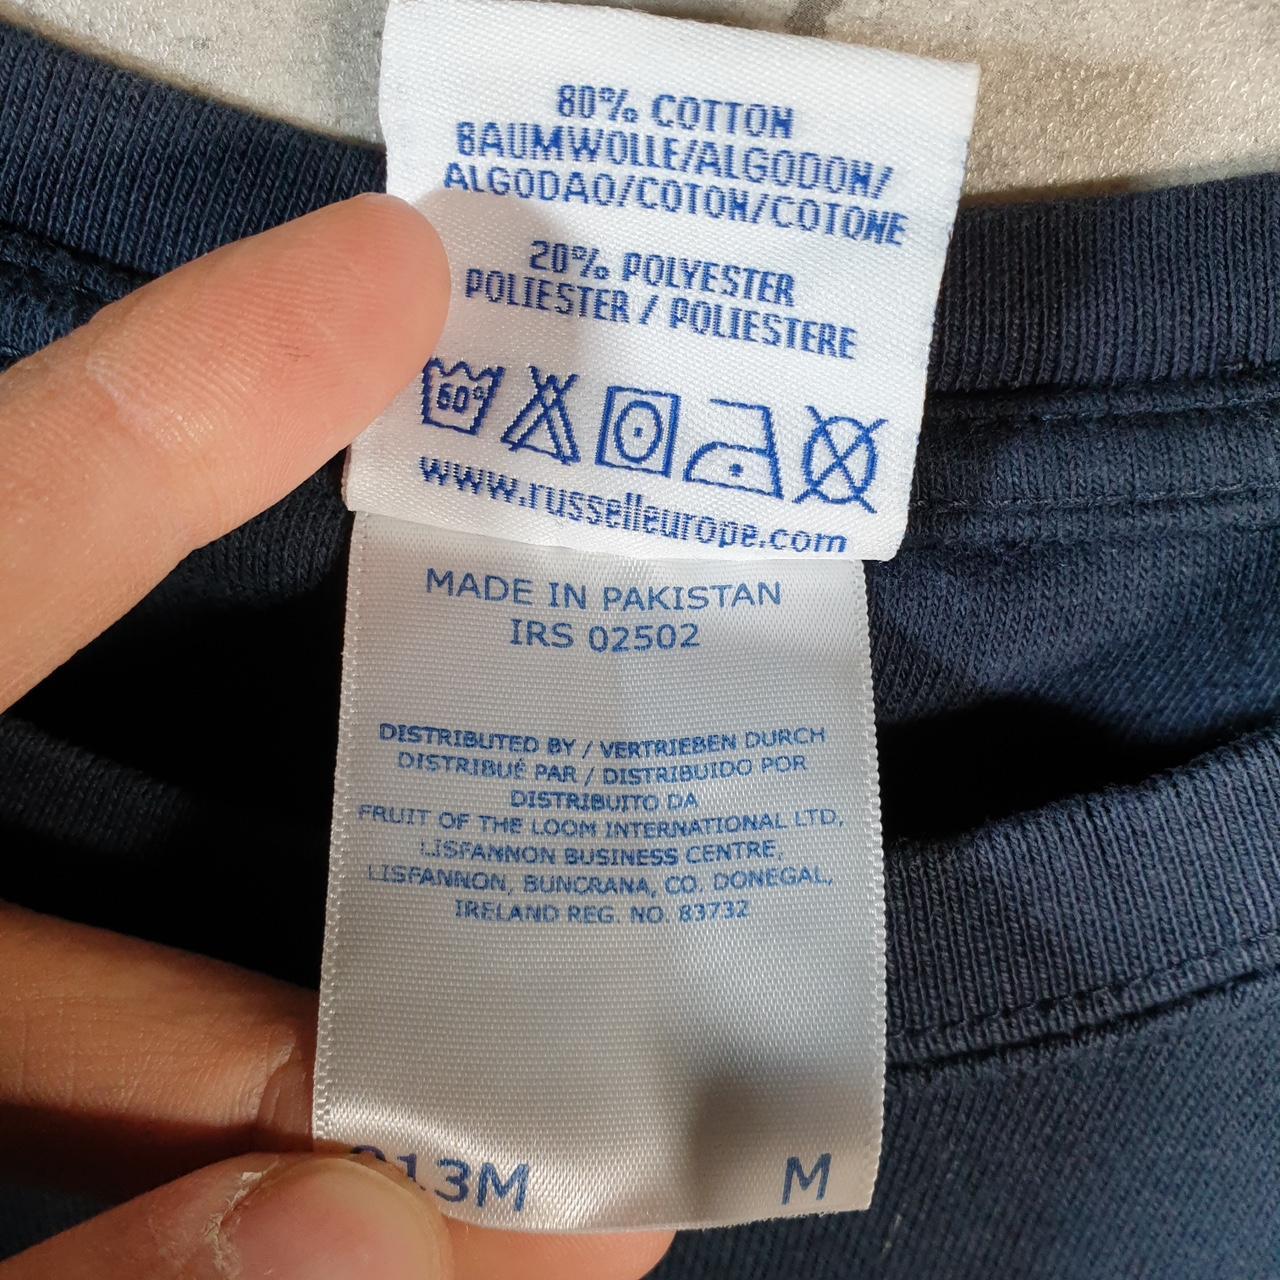 80% COTTON
BAUMWOLLE/ALGODON/
ALGODAO/COTON/COTONE
20% POLYESTER
POLIESTER / POLIESTERE
60°
www.russelleurope.com
MADE IN PAKISTAN
IRS 02502
DISTRIBUTED BY / VERTRIEBEN DURCH
DISTRIBUÉ PAR / DISTRIBUIDO POR
DISTRIBUITO DA
FRUIT OF THE LOOM INTERNATIONAL LTD,
LISFANNON BUSINESS CENTRE,
LISFANNON, BUNCRANA, CO. DONEGAL,
IRELAND REG. NO. 83732
M